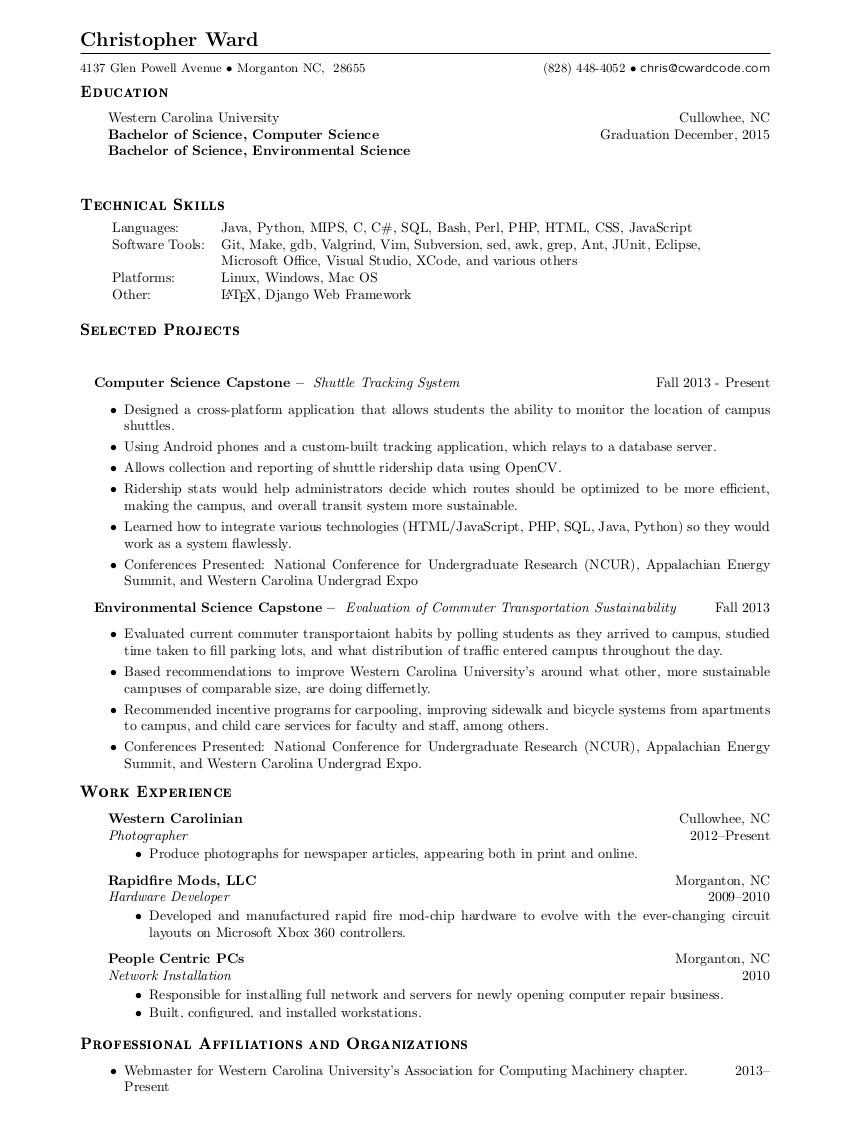 Christopher Ward
4137 Glen Powell Avenue • Morganton NC, 28655 (828) 448-4052 • chris@cwardcode.com
Education
Western Carolina University Cullowhee, NC
Bachelor of Science, Computer Science Graduation December, 2015
Bachelor of Science, Environmental Science
Technical Skills
Languages: Java, Python, MIPS, C, C#, SQL, Bash, Perl, PHP, HTML, CSS, JavaScript
Software Tools: Git, Make, gdb, Valgrind, Vim, Subversion, sed, awk, grep, Ant, JUnit, Eclipse,
Microsoft Office, Visual Studio, XCode, and various others
Platforms: Linux, Windows, Mac OS
Other: LATEX, Django Web Framework
Selected Projects
Computer Science Capstone – Shuttle Tracking System Fall 2013 - Present
• Designed a cross-platform application that allows students the ability to monitor the location of campus
shuttles.
• Using Android phones and a custom-built tracking application, which relays to a database server.
• Allows collection and reporting of shuttle ridership data using OpenCV.
• Ridership stats would help administrators decide which routes should be optimized to be more efficient,
making the campus, and overall transit system more sustainable.
• Learned how to integrate various technologies (HTML/JavaScript, PHP, SQL, Java, Python) so they would
work as a system flawlessly.
• Conferences Presented: National Conference for Undergraduate Research (NCUR), Appalachian Energy
Summit, and Western Carolina Undergrad Expo
Environmental Science Capstone – Evaluation of Commuter Transportation Sustainability Fall 2013
• Evaluated current commuter transportaiont habits by polling students as they arrived to campus, studied
time taken to fill parking lots, and what distribution of traffic entered campus throughout the day.
• Based recommendations to improve Western Carolina University's around what other, more sustainable
campuses of comparable size, are doing differnetly.
• Recommended incentive programs for carpooling, improving sidewalk and bicycle systems from apartments
to campus, and child care services for faculty and staff, among others.
• Conferences Presented: National Conference for Undergraduate Research (NCUR), Appalachian Energy
Summit, and Western Carolina Undergrad Expo.
Work Experience
Western Carolinian Cullowhee, NC
Photographer 2012–Present
• Produce photographs for newspaper articles, appearing both in print and online.
Rapidfire Mods, LLC Morganton, NC
Hardware Developer 2009–2010
• Developed and manufactured rapid fire mod-chip hardware to evolve with the ever-changing circuit
layouts on Microsoft Xbox 360 controllers.
People Centric PCs Morganton, NC
Network Installation 2010
• Responsible for installing full network and servers for newly opening computer repair business.
• Built, configured, and installed workstations.
Professional Affiliations and Organizations
• Webmaster for Western Carolina University's Association for Computing Machinery chapter. 2013–
Present